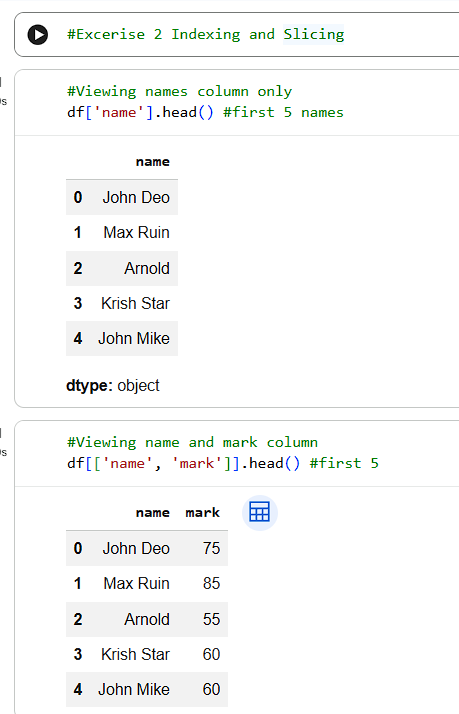 #Excerise 2 Indexing and Slicing
#Viewing names column only
df['name'].head() #first 5 names
name
0 John Deo
1 Max Ruin
2 Arnold
3 Krish Star
4 John Mike
dtype: object
#Viewing name and mark column
df[['name', 'mark']].head() #first 5
name mark
0 John Deo 75
1 Max Ruin 85
2 Arnold 55
3 Krish Star 60
4 John Mike 60